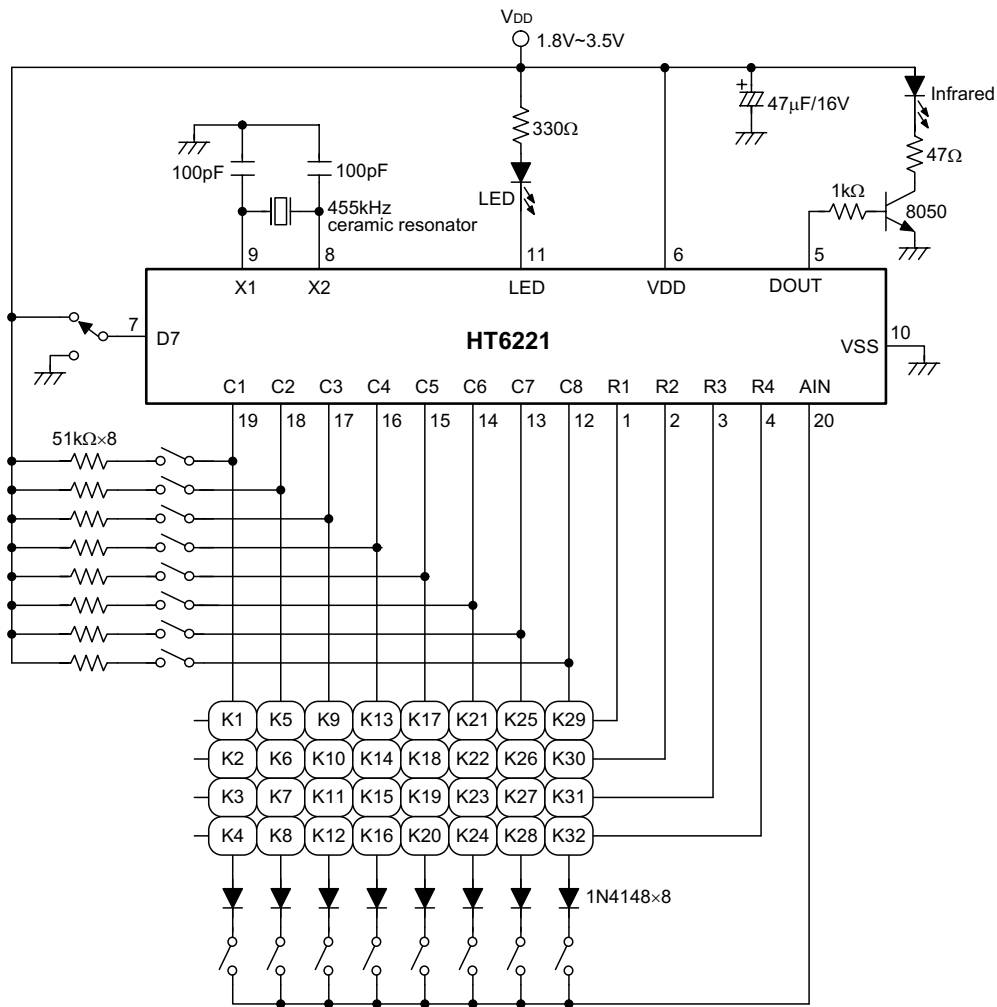 VDD
1.8V~3.5V
Infrared
47μF/16V
330Ω
47Ω
100pF
100pF
1kΩ
LED
8050
455kHz
ceramic resonator
9
8
11
6
5
X1
X2
LED
VDD
DOUT
7
D7
HT6221
10
VSS
C1
C2
C3
C4
C5
C6
C7
C8
R1
R2
R3
R4
AIN
19
18
17
16
15
14
13
12
1
2
3
4
20
51kΩ×8
K1
K5
K9
K13
K17
K21
K25
K29
K2
K6
K10
K14
K18
K22
K26
K30
K3
K7
K11
K15
K19
K23
K27
K31
K4
K8
K12
K16
K20
K24
K28
K32
1N4148×8